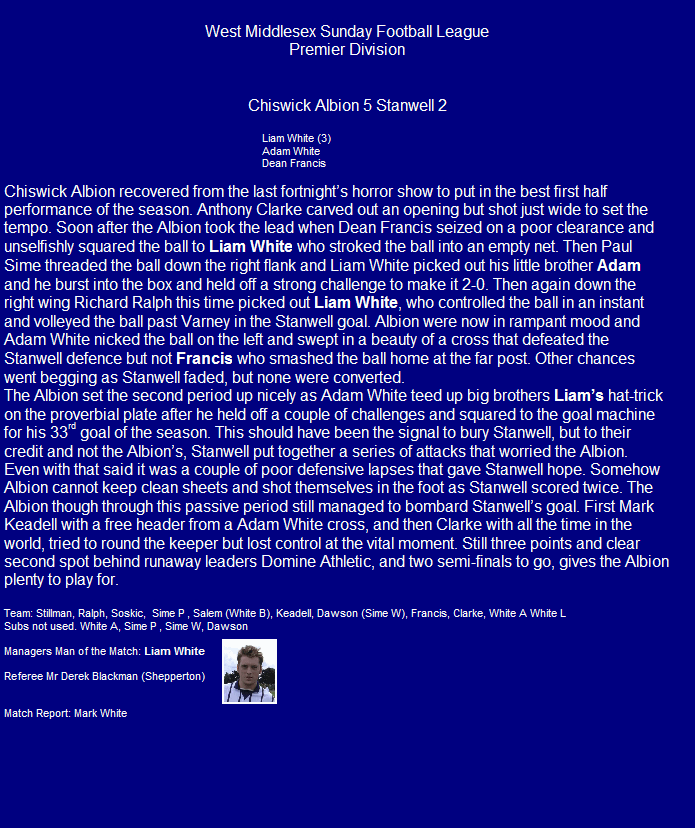 West Middlesex Sunday Football League
Premier Division
Chiswick Albion 5 Stanwell 2
Liam White (3)
Adam White
Dean Francis
Chiswick Albion recovered from the last fortnight's horror show to put in the best first half
performance of the season. Anthony Clarke carved out an opening but shot just wide to set the
tempo. Soon after the Albion took the lead when Dean Francis seized on a poor clearance and
unselfishly squared the ball to Liam White who stroked the ball into an empty net. Then Paul
Sime threaded the ball down the right flank and Liam White picked out his little brother Adam
and he burst into the box and held off a strong challenge to make it 2-0. Then again down the
right wing Richard Ralph this time picked out Liam White, who controlled the ball in an instant
and volleyed the ball past Varney in the Stanwell goal. Albion were now in rampant mood and
Adam White nicked the ball on the left and swept in a beauty of a cross that defeated the
Stanwell defence but not Francis who smashed the ball home at the far post. Other chances
went begging as Stanwell faded, but none were converted.
The Albion set the second period up nicely as Adam White teed up big brothers Liam's hat-trick
on the proverbial plate after he held off a couple of challenges and squared to the goal machine
for his 33rd goal of the season. This should have been the signal to bury Stanwell, but to their
credit and not the Albion's, Stanwell put together a series of attacks that worried the Albion.
Even with that said it was a couple of poor defensive lapses that gave Stanwell hope. Somehow
Albion cannot keep clean sheets and shot themselves in the foot as Stanwell scored twice. The
Albion though through this passive period still managed to bombard Stanwell's goal. First Mark
Keadell with a free header from a Adam White cross, and then Clarke with all the time in the
world, tried to round the keeper but lost control at the vital moment. Still three points and clear
second spot behind runaway leaders Domine Athletic, and two semi-finals to go, gives the Albion
plenty to play for.
Team: Stillman, Ralph, Soskic,  Sime P , Salem (White B), Keadell, Dawson (Sime W), Francis, Clarke, White A White L
Subs not used. White A, Sime P , Sime W, Dawson
Managers Man of the Match: Liam White
Referee Mr Derek Blackman (Shepperton)
Match Report: Mark White